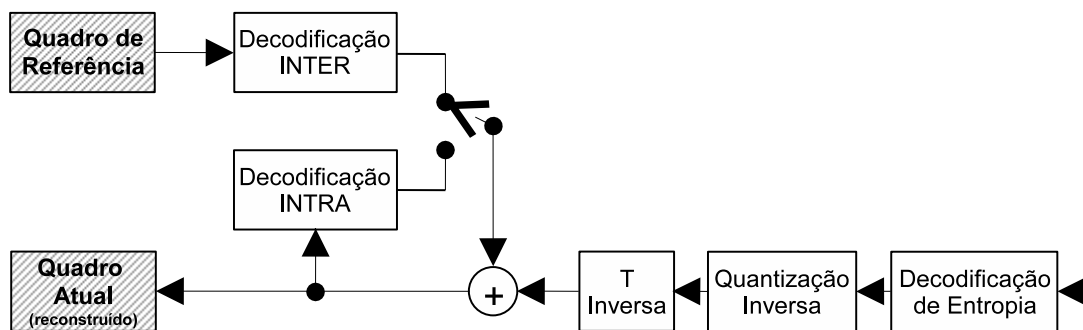 Quadro de
Referência
Decodificação
INTER
Decodificação
INTRA
Quadro
Atual
(reconstruído)
+
T
Inversa
Quantização
Inversa
Decodificação
de Entropia